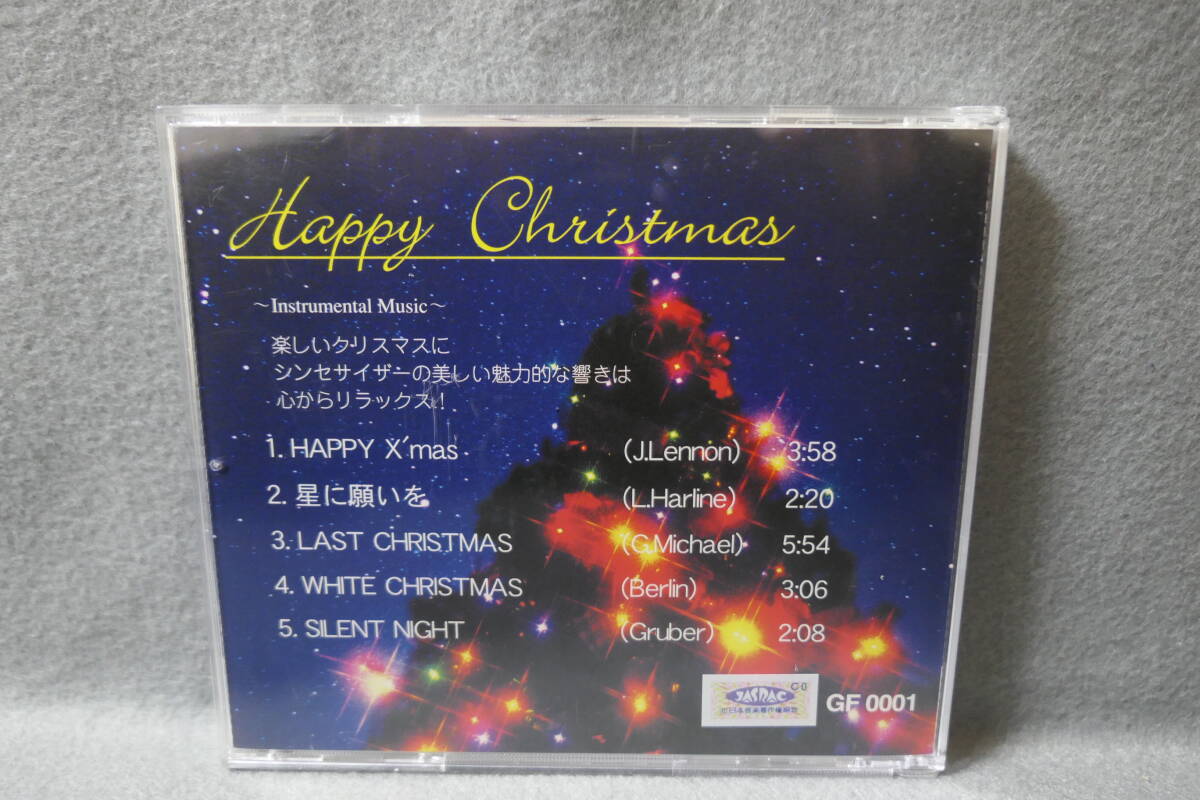 Happy Christmas
～Instrumental Music～
楽しいクリスマスに
シンセサイザーの美しい魅力的な響きは
心からリラックス！
1. HAPPY X'mas (J.Lennon) 3:58
2. 星に願いを (L.Harline) 2:20
3. LAST CHRISTMAS (G.Michael) 5:54
4. WHITE CHRISTMAS (Berlin) 3:06
5. SILENT NIGHT (Gruber) 2:08
JASRAC
GF 0001